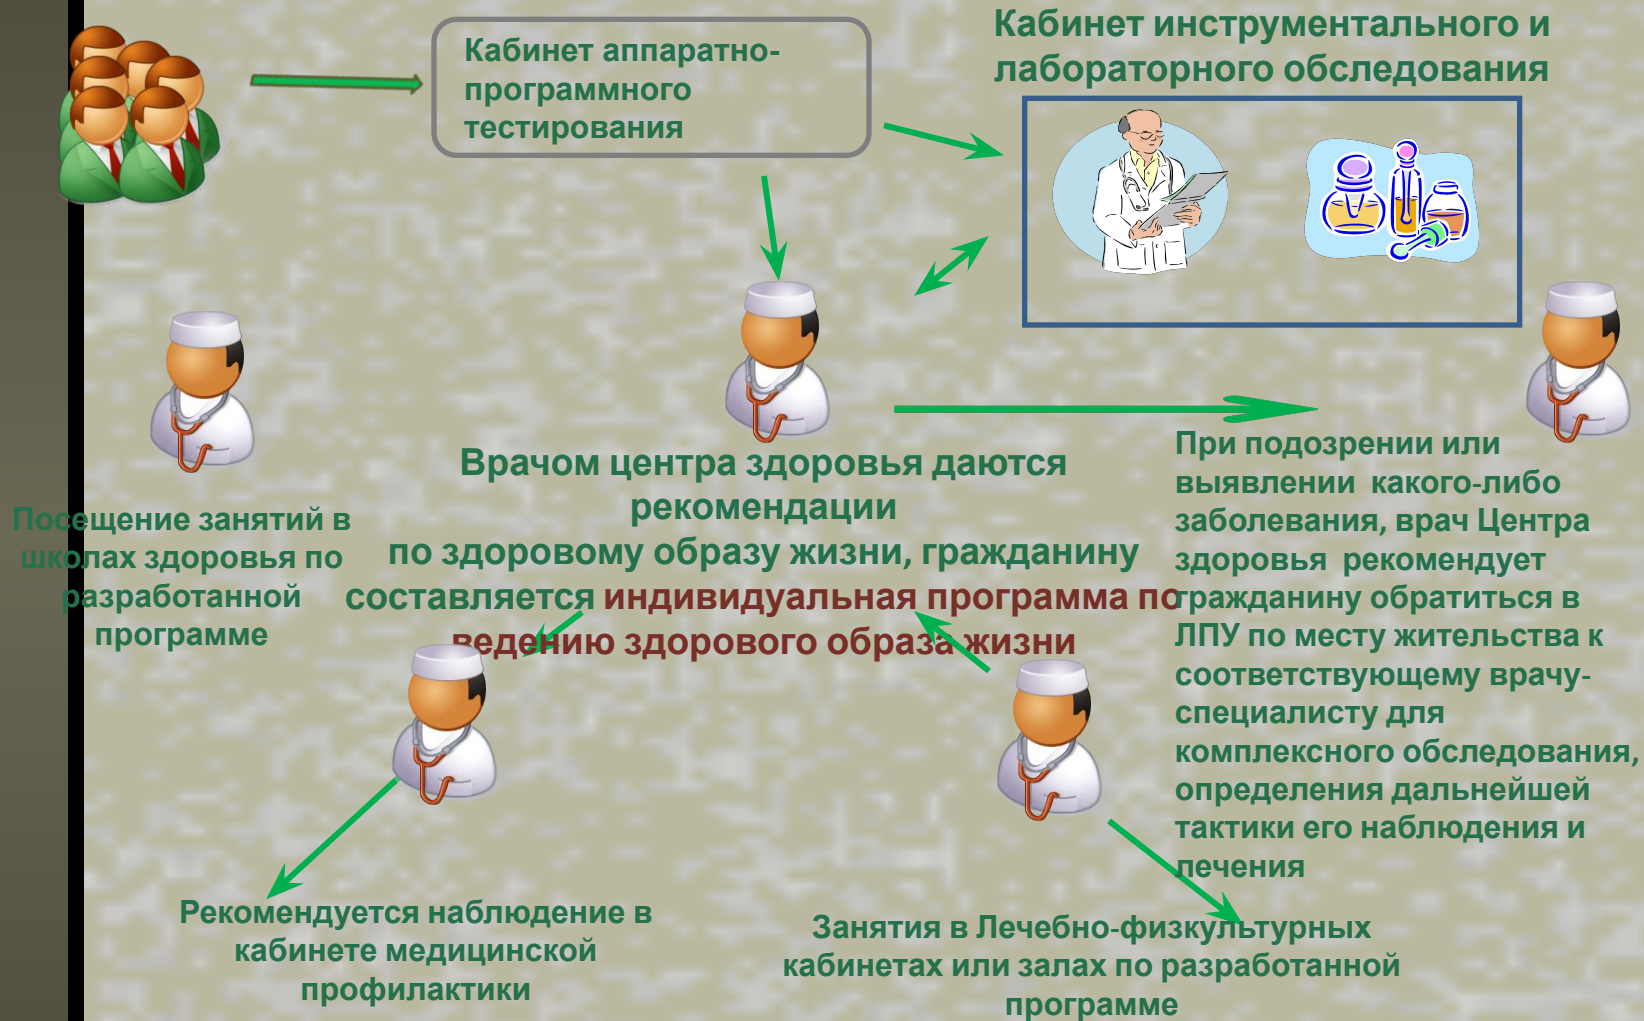 Кабинет аппаратно-
программного
тестирования
Кабинет инструментального и
лабораторного обследования
Посещение занятий в
школах здоровья по
разработанной
программе
Врачом центра здоровья даются
рекомендации
по здоровому образу жизни, гражданину
составляется индивидуальная программа по
ведению здорового образа жизни
При подозрении или
выявлении какого-либо
заболевания, врач Центра
здоровья рекомендует
гражданину обратиться в
ЛПУ по месту жительства к
соответствующему врачу-
специалисту для
комплексного обследования,
определения дальнейшей
тактики его наблюдения и
лечения
Рекомендуется наблюдение в
кабинете медицинской
профилактики
Занятия в Лечебно-физкультурных
кабинетах или залах по разработанной
программе